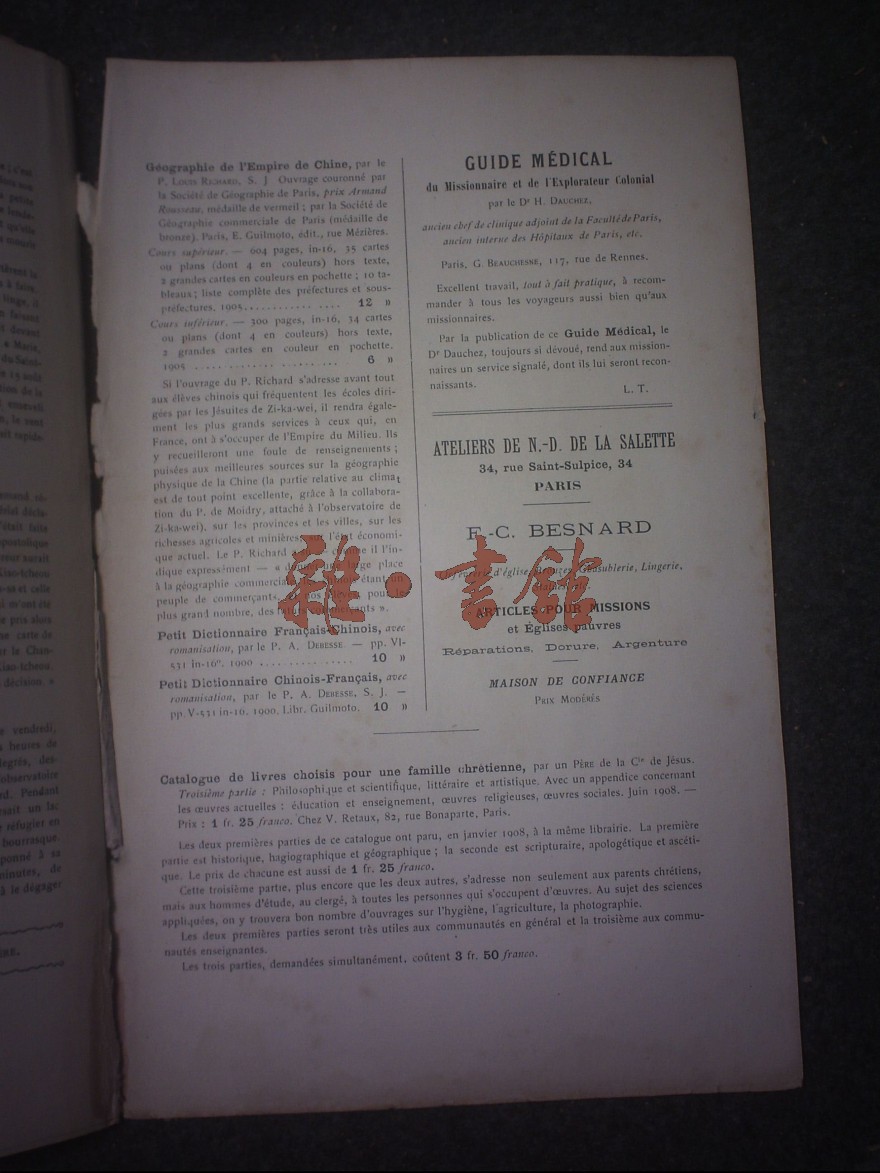 Géographie de l'Empire de Chine, par le
P. Louis Richard, S. J. Ouvrage couronné par
la Société de Géographie de Paris, prix Armand
Rousseau, médaille de vermeil ; par la Société de
Géographie commerciale de Paris (médaille de
bronze). Paris, E. Guilmoto, édit., rue Mézières.
Cours supérieur. — 604 pages, in-16, 35 cartes
ou plans (dont 4 en couleurs) hors texte,
2 grandes cartes en couleurs en pochette ; 10 ta-
bleaux ; liste complète des préfectures et sous-
préfectures. 1905. . . . . . . . . . . . . . 12 »
Cours inférieur. — 300 pages, in-16, 34 cartes
ou plans (dont 4 en couleurs) hors texte,
2 grandes cartes en couleur en pochette.
1905 . . . . . . . . . . . . . . . . . . . . 6 »
Si l'ouvrage du P. Richard s'adresse avant tout
aux élèves chinois qui fréquentent les écoles diri-
gées par les Jésuites de Zi-ka-wei, il rendra égale-
ment les plus grands services à ceux qui, en
France, ont à s'occuper de l'Empire du Milieu. Ils
y recueilleront une foule de renseignements ;
puisées aux meilleures sources sur la géographie
physique de la Chine (la partie relative au climat
est de tout point excellente, grâce à la collabora-
tion du P. de Moidry, attaché à l'observatoire de
Zi-ka-wei), sur les provinces et les villes, sur les
richesses agricoles et minières, sur l'état économi-
que actuel. Le P. Richard a comme il l'in-
dique expressément — « donné une large place
à la géographie commerciale étant un
peuple de commerçants, nos élèves pour le
plus grand nombre, des futurs commerçants ».
Petit Dictionnaire Français-Chinois, avec
romanisation, par le P. A. Debesse. — pp. VI-
531 in-16°. 1900 . . . . . . . . . . . . 10 »
Petit Dictionnaire Chinois-Français, avec
romanisation, par le P. A. Debesse, S. J. —
pp. V-531 in-16. 1900. Libr. Guilmoto. 10 »
GUIDE MÉDICAL
du Missionnaire et de l'Explorateur Colonial
par le Dr H. Dauchez,
ancien chef de clinique adjoint de la Faculté de Paris,
ancien interne des Hôpitaux de Paris, etc.
Paris, G. Beauchesne, 117, rue de Rennes.
Excellent travail, tout à fait pratique, à recom-
mander à tous les voyageurs aussi bien qu'aux
missionnaires.
Par la publication de ce Guide Médical, le
Dr Dauchez, toujours si dévoué, rend aux mission-
naires un service signalé, dont ils lui seront recon-
naissants.
L. T.
ATELIERS DE N.-D. DE LA SALETTE
34, rue Saint-Sulpice, 34
PARIS
F.-C. BESNARD
d'église, Bronzes, Chasublerie, Lingerie,
ARTICLES POUR MISSIONS
et Églises pauvres
Réparations, Dorure, Argenture
MAISON DE CONFIANCE
Prix Modérés
雜·書館
Catalogue de livres choisis pour une famille chrétienne, par un Père de la Cie de Jésus.
Troisième partie : Philosophique et scientifique, littéraire et artistique. Avec un appendice concernant
les œuvres actuelles : éducation et enseignement, œuvres religieuses, œuvres sociales. Juin 1908. —
Prix : 1 fr. 25 franco. Chez V. Retaux, 82, rue Bonaparte, Paris.
Les deux premières parties de ce catalogue ont paru, en janvier 1908, à la même librairie. La première
partie est historique, hagiographique et géographique ; la seconde est scripturaire, apologétique et ascéti-
que. Le prix de chacune est aussi de 1 fr. 25 franco.
Cette troisième partie, plus encore que les deux autres, s'adresse non seulement aux parents chrétiens,
mais aux hommes d'étude, au clergé, à toutes les personnes qui s'occupent d'œuvres. Au sujet des sciences
appliquées, on y trouvera bon nombre d'ouvrages sur l'hygiène, l'agriculture, la photographie.
Les deux premières parties seront très utiles aux communautés en général et la troisième aux commu-
nautés enseignantes.
Les trois parties, demandées simultanément, coûtent 3 fr. 50 franco.